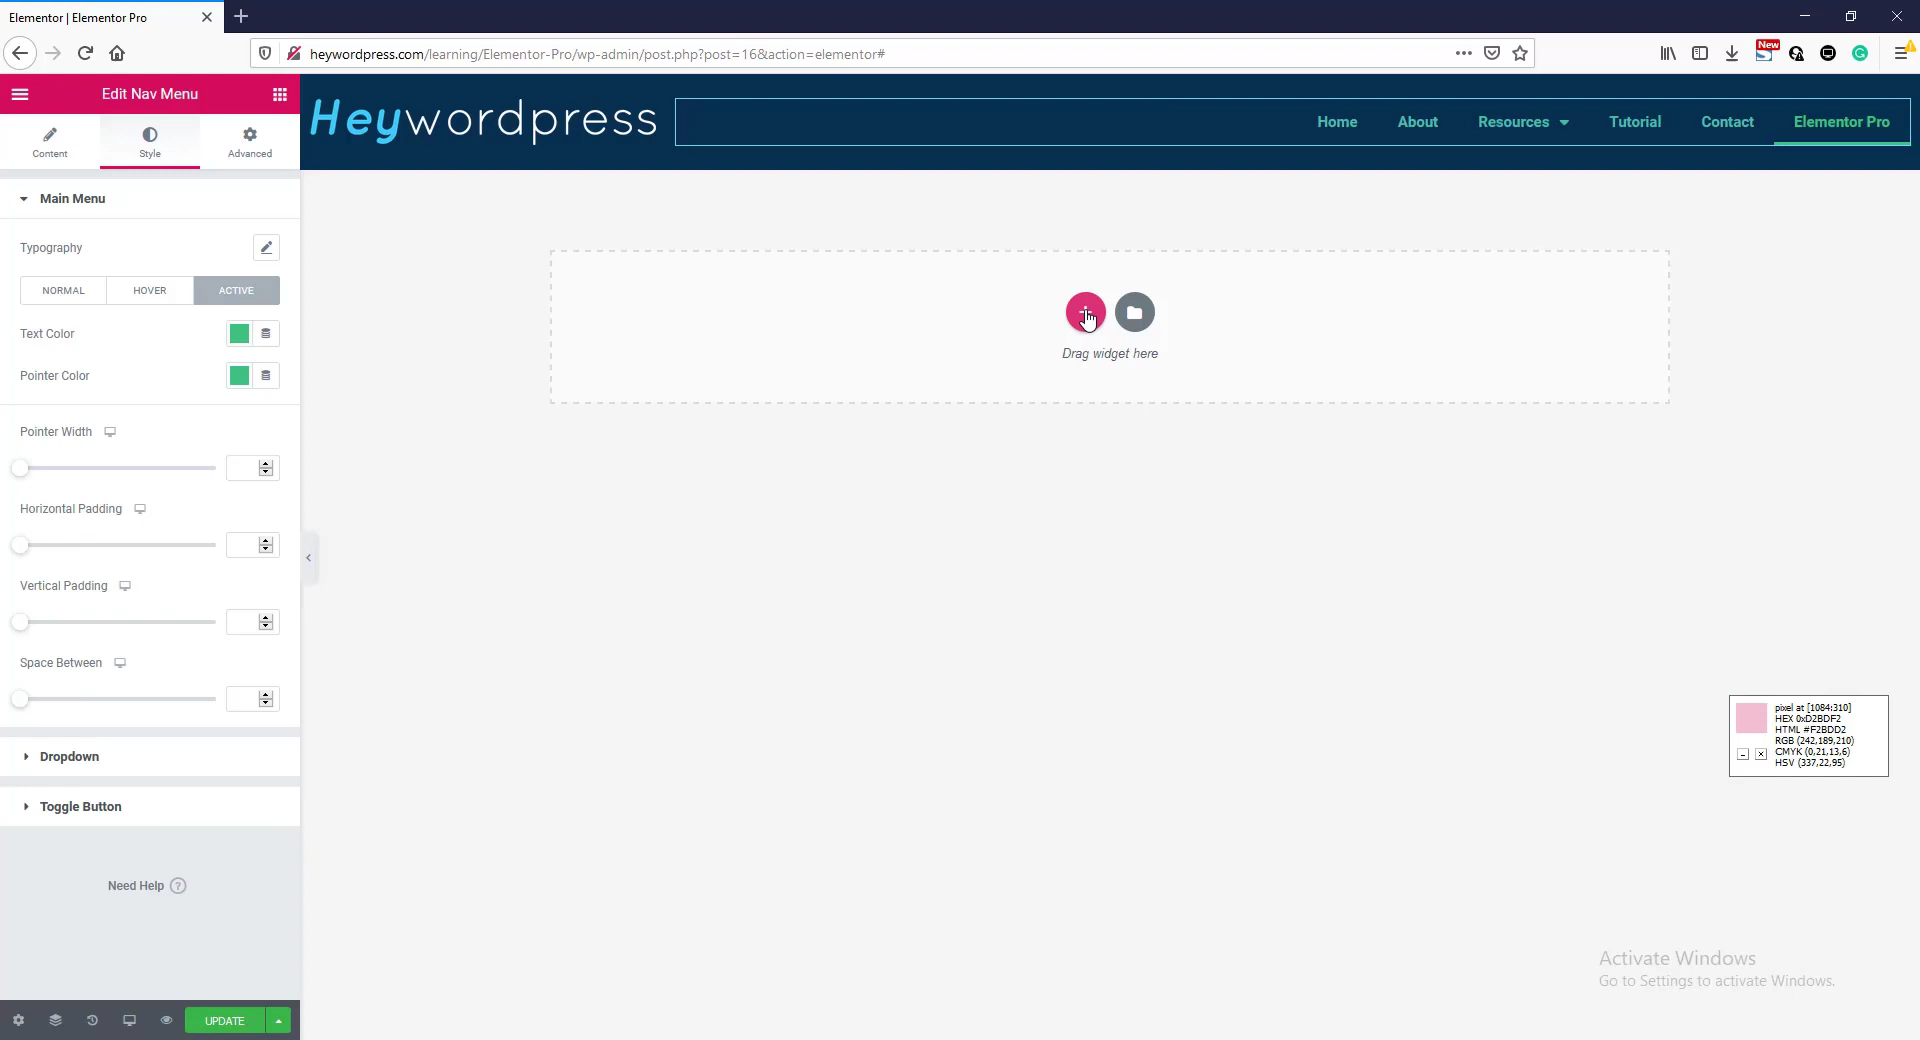 Elementor | Elementor Pro
heywordpress.com/learning/Elementor-Pro/wp-admin/post.php?post=16&action=elementor#
New
Edit Nav Menu
Content
Style
Advanced
Heywordpress
Home
About
Resources
Tutorial
Contact
Elementor Pro
Main Menu
Typography
NORMAL
HOVER
ACTIVE
Text Color
Pointer Color
Pointer Width
Horizontal Padding
Vertical Padding
Space Between
Dropdown
Toggle Button
Need Help ?
UPDATE
Drag widget here
pixel at [1084:310]
HEX 0xD2BDF2
HTML #F2BDD2
RGB (242,189,210)
CMYK (0,21,13,6)
HSV (337,22,95)
Activate Windows
Go to Settings to activate Windows.